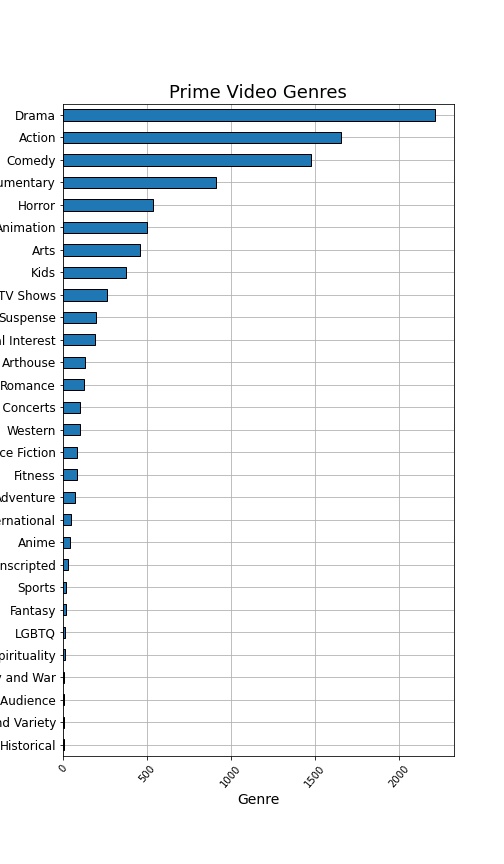 Prime Video Genres
Drama
Action
Comedy
umentary
Horror
Animation
Arts
Kids
TV Shows
Suspense
l Interest
Arthouse
Romance
Concerts
Western
ce Fiction
Fitness
Adventure
ernational
Anime
nscripted
Sports
Fantasy
LGBTQ
pirituality
y and War
Audience
nd Variety
Historical
0 500 1000 1500 2000
Genre